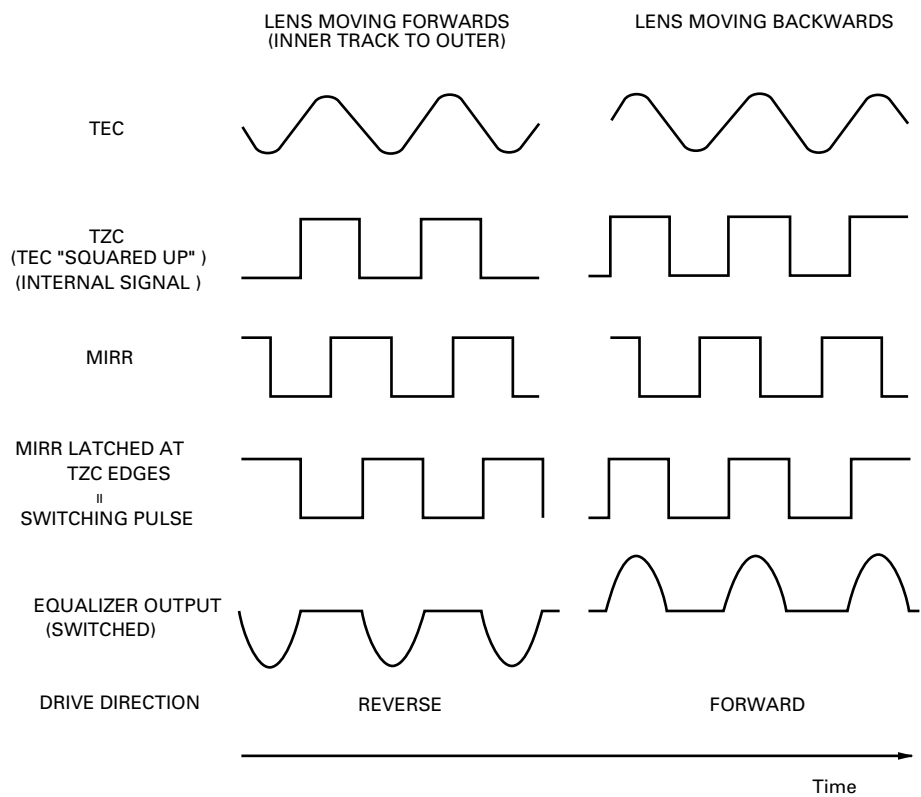 LENS MOVING FORWARDS
(INNER TRACK TO OUTER)
LENS MOVING BACKWARDS
TEC
TZC
(TEC "SQUARED UP" )
(INTERNAL SIGNAL )
MIRR
MIRR LATCHED AT
TZC EDGES
=
SWITCHING PULSE
EQUALIZER OUTPUT
(SWITCHED)
DRIVE DIRECTION
REVERSE
FORWARD
Time